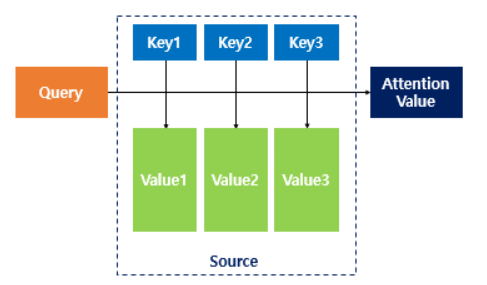 Key1 Key2 Key3
Query
Attention
Value
Value1 Value2 Value3
Source